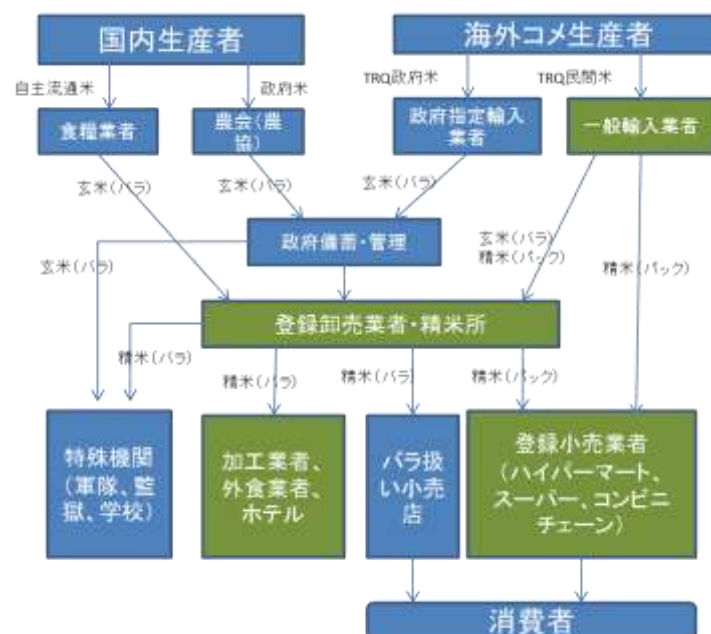 国内生産者
海外コメ生産者
自主流通米
政府米
TRQ政府米
TRQ民間米
食糧業者
農会(農
協)
政府指定輸入
業者
一般輸入業者
玄米(バラ)
玄米(バラ)
玄米(バラ)
政府備蓄・管理
玄米(バラ)
精米(パック)
玄米(バラ)
精米(パック)
登録卸売業者・精米所
精米(バラ)
精米(バラ)
精米(バラ)
精米(パック)
特殊機関
(軍隊、監
獄、学校)
加工業者、
外食業者、
ホテル
バラ扱
い小売
店
登録小売業者
(ハイパーマート、
スーパー、コンビニ
チェーン)
消費者